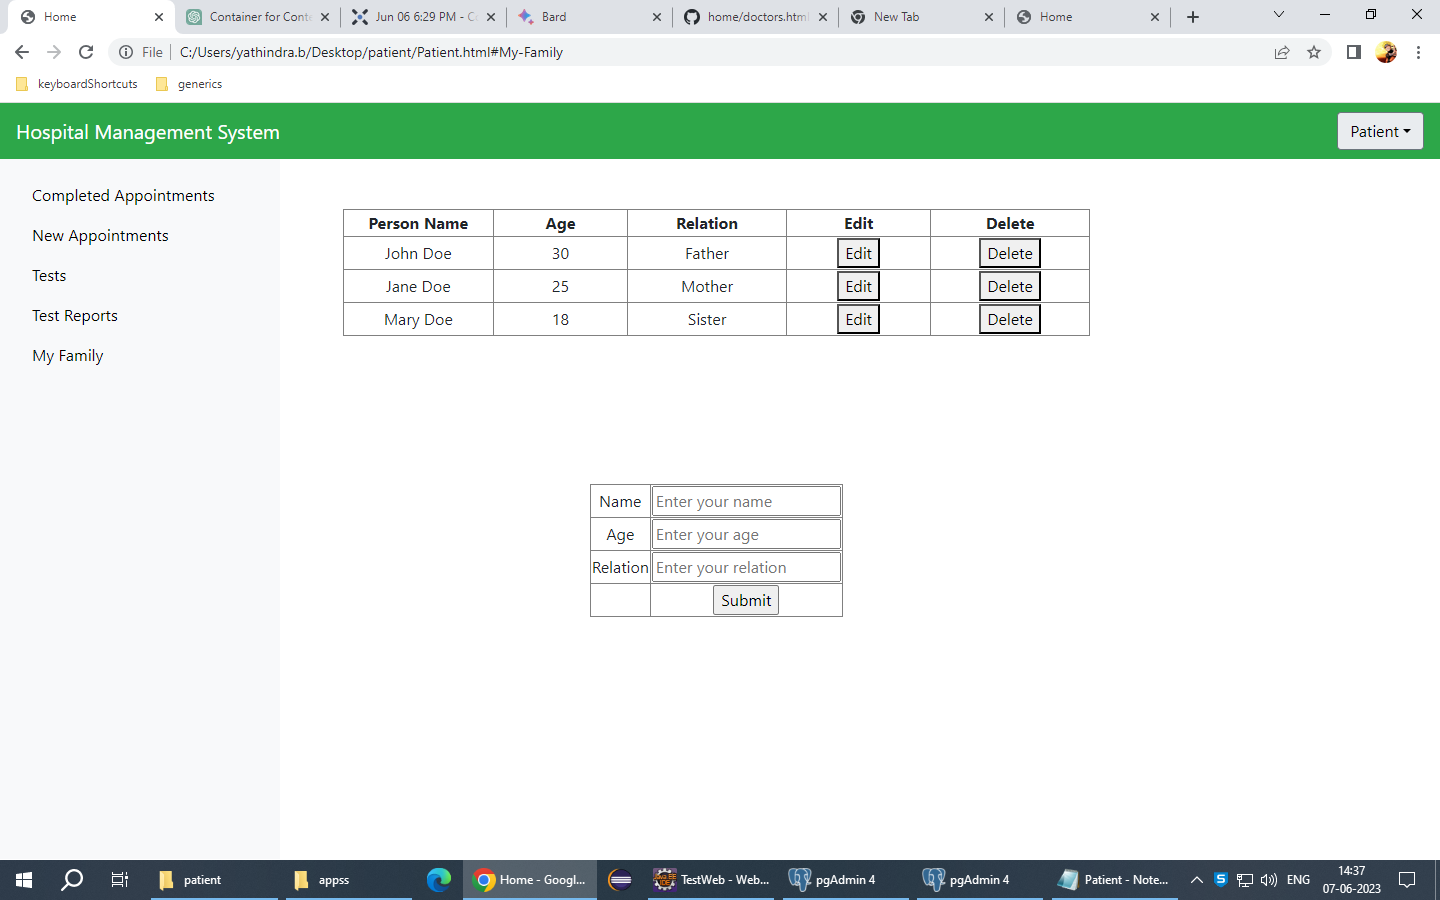 Home
Container for Conte
Jun 06 6:29 PM - C
Bard
home/doctors.html
New Tab
Home
File
C:/Users/yathindra.b/Desktop/patient/Patient.html#My-Family
keyboardShortcuts
generics
Hospital Management System
Patient
Completed Appointments
New Appointments
Tests
Test Reports
My Family
Person Name Age Relation Edit Delete
John Doe 30 Father Edit Delete
Jane Doe 25 Mother Edit Delete
Mary Doe 18 Sister Edit Delete
Name Enter your name
Age Enter your age
Relation Enter your relation
Submit
patient
appss
Home - Googl...
TestWeb - Web...
pgAdmin 4
pgAdmin 4
Patient - Note...
ENG
14:37
07-06-2023